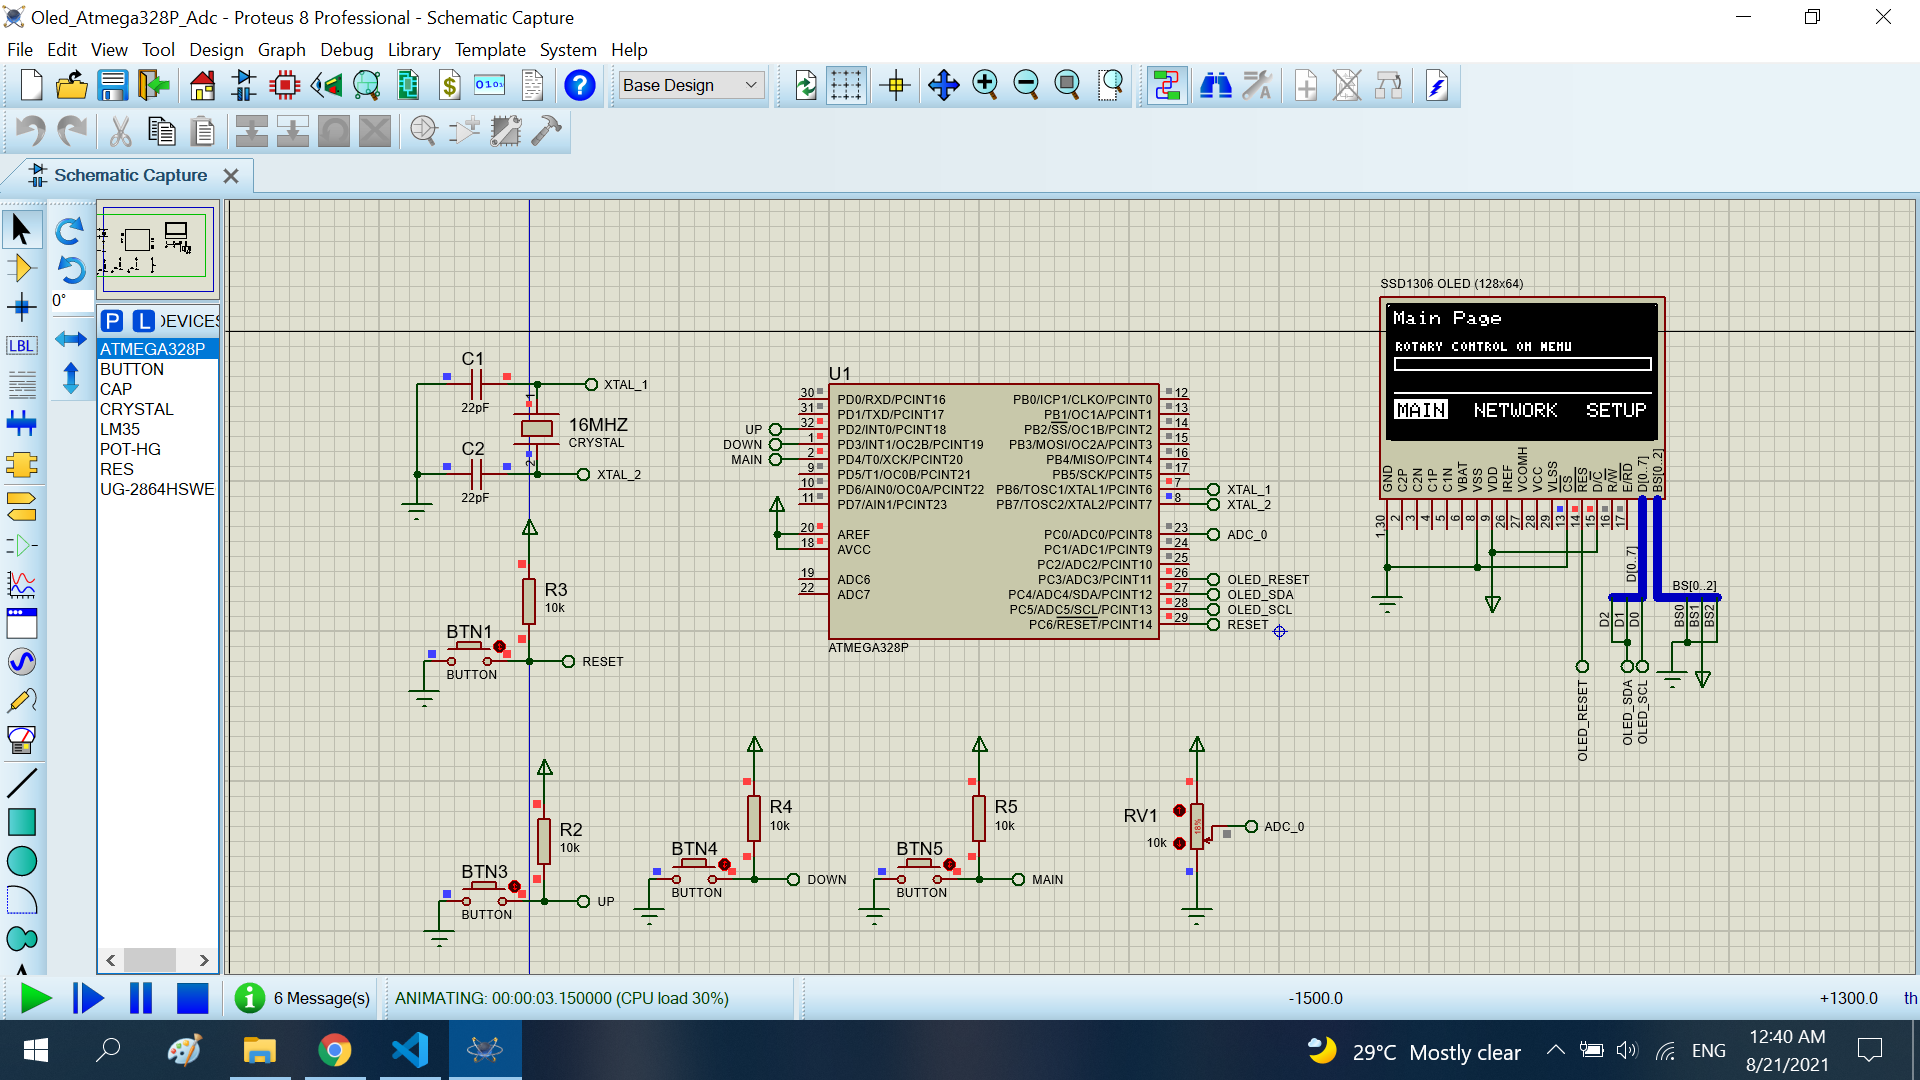 Oled_Atmega328P_Adc - Proteus 8 Professional - Schematic Capture
File Edit View Tool Design Graph Debug Library Template System Help
Base Design
Schematic Capture
0°
LBL
P L DEVICES
ATMEGA328P
BUTTON
CAP
CRYSTAL
LM35
POT-HG
RES
UG-2864HSWE
C1
22pF
XTAL_1
1
16MHZ
CRYSTAL
2
C2
22pF
XTAL_2
R3
10k
BTN1
BUTTON
RESET
U1
UP
DOWN
MAIN
30 PD0/RXD/PCINT16
31 PD1/TXD/PCINT17
32 PD2/INT0/PCINT18
1 PD3/INT1/OC2B/PCINT19
2 PD4/T0/XCK/PCINT20
9 PD5/T1/OC0B/PCINT21
10 PD6/AIN0/OC0A/PCINT22
11 PD7/AIN1/PCINT23
20 AREF
18 AVCC
19 ADC6
22 ADC7
PB0/ICP1/CLKO/PCINT0 12
PB1/OC1A/PCINT1 13
PB2/SS/OC1B/PCINT2 14
PB3/MOSI/OC2A/PCINT3 15
PB4/MISO/PCINT4 16
PB5/SCK/PCINT5 17
PB6/TOSC1/XTAL1/PCINT6 7 XTAL_1
PB7/TOSC2/XTAL2/PCINT7 8 XTAL_2
PC0/ADC0/PCINT8 23 ADC_0
PC1/ADC1/PCINT9 24
PC2/ADC2/PCINT10 25
PC3/ADC3/PCINT11 26 OLED_RESET
PC4/ADC4/SDA/PCINT12 27 OLED_SDA
PC5/ADC5/SCL/PCINT13 28 OLED_SCL
PC6/RESET/PCINT14 29 RESET
ATMEGA328P
SSD1306 OLED (128x64)
Main Page
ROTARY CONTROL ON MENU
MAIN NETWORK SETUP
GND C2P C2N C1P C1N VBAT VSS VDD IREF VCOMH VCC VLSS CS RES D/C R/W E/RD D[0..7] BS[0..2]
1,30 2 3 4 5 6 8 9 26 27 28 29 13 14 15 16 17
D[0..7]
BS[0..2]
D2 D1 D0
BS0 BS1 BS2
OLED_RESET
OLED_SDA
OLED_SCL
R2
10k
BTN3
BUTTON
UP
R4
10k
BTN4
BUTTON
DOWN
R5
10k
BTN5
BUTTON
MAIN
RV1
10k
18%
ADC_0
6 Message(s)
ANIMATING: 00:00:03.150000 (CPU load 30%)
-1500.0
+1300.0
th
29°C Mostly clear
ENG
12:40 AM
8/21/2021